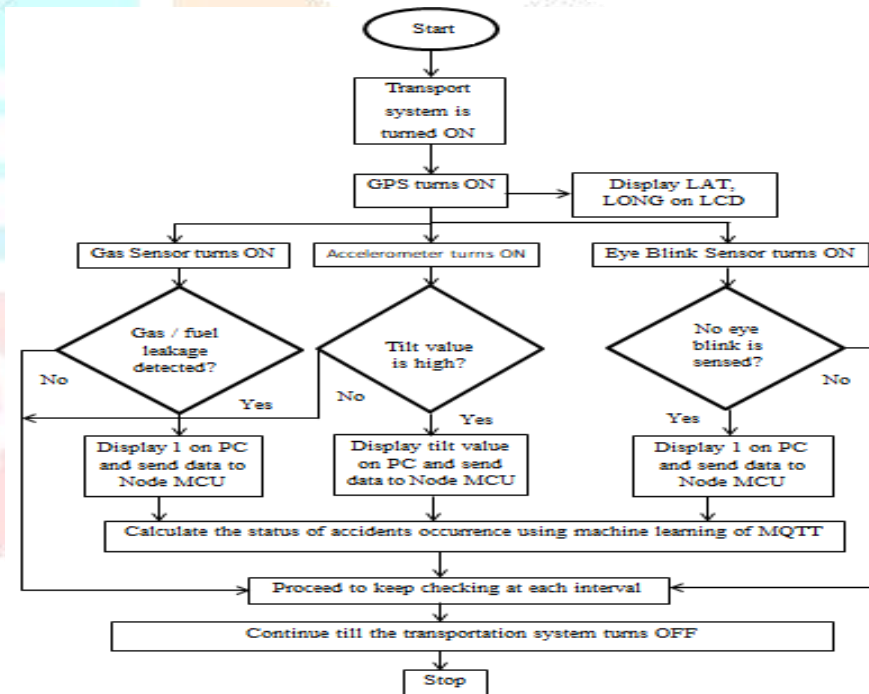 Start
Transport
system is
turned ON
GPS turns ON
Display LAT,
LONG on LCD
Gas Sensor turns ON
Accelerometer turns ON
Eye Blink Sensor turns ON
Gas / fuel
leakage
detected?
Tilt value
is high?
No eye
blink is
sensed?
No
Yes
No
Yes
Yes
No
Display 1 on PC
and send data to
Node MCU
Display tilt value
on PC and send
data to Node MCU
Display 1 on PC
and send data to
Node MCU
Calculate the status of accidents occurrence using machine learning of MQTT
Proceed to keep checking at each interval
Continue till the transportation system turns OFF
Stop